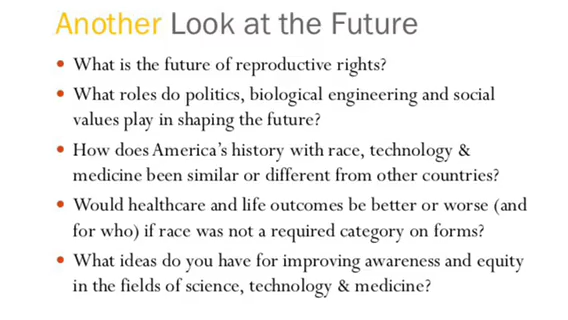 Another Look at the Future
• What is the future of reproductive rights?
• What roles do politics, biological engineering and social
values play in shaping the future?
• How does America's history with race, technology &
medicine been similar or different from other countries?
• Would healthcare and life outcomes be better or worse (and
for who) if race was not a required category on forms?
• What ideas do you have for improving awareness and equity
in the fields of science, technology & medicine?